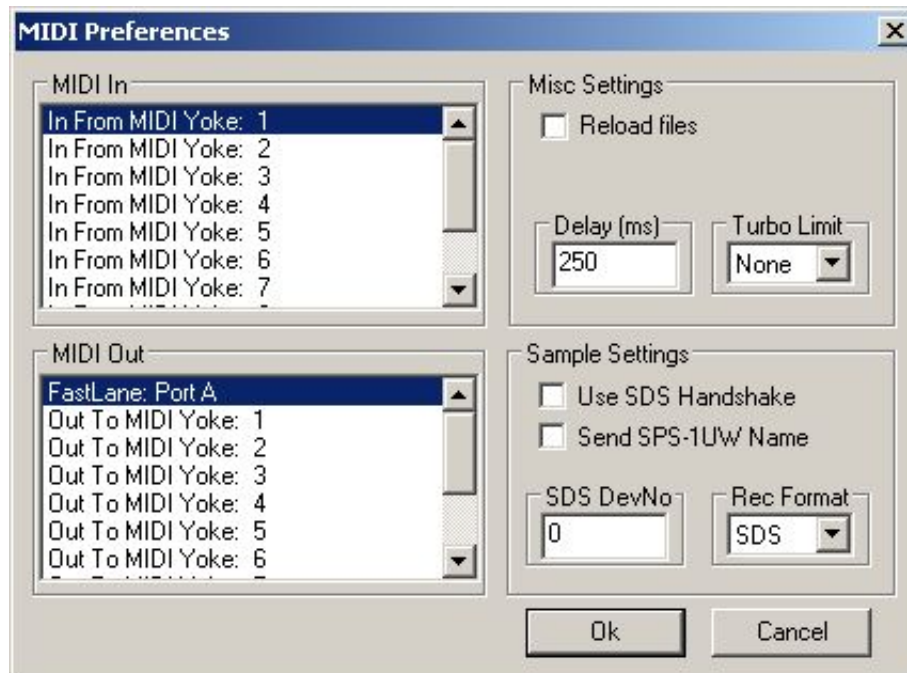 MIDI Preferences
MIDI In
In From MIDI Yoke: 1
In From MIDI Yoke: 2
In From MIDI Yoke: 3
In From MIDI Yoke: 4
In From MIDI Yoke: 5
In From MIDI Yoke: 6
In From MIDI Yoke: 7
Misc Settings
Reload files
Delay (ms)
250
Turbo Limit
None
MIDI Out
FastLane: Port A
Out To MIDI Yoke: 1
Out To MIDI Yoke: 2
Out To MIDI Yoke: 3
Out To MIDI Yoke: 4
Out To MIDI Yoke: 5
Out To MIDI Yoke: 6
Sample Settings
Use SDS Handshake
Send SPS-1UW Name
SDS DevNo
0
Rec Format
SDS
Ok
Cancel